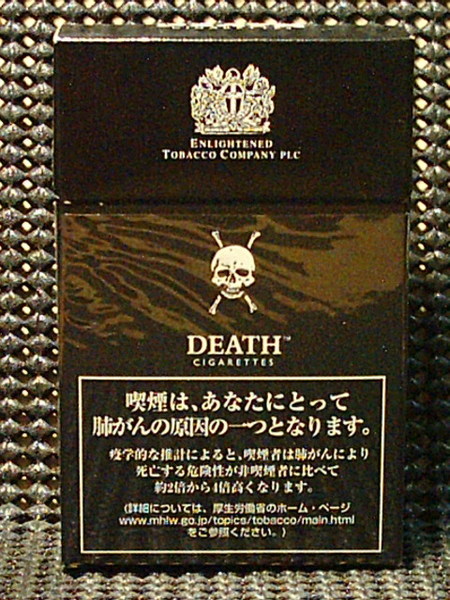 ENLIGHTENED
TOBACCO COMPANY PLC
DEATH™
CIGARETTES
喫煙は、あなたにとって
肺がんの原因の一つとなります。
疫学的な推計によると、喫煙者は肺がんにより
死亡する危険性が非喫煙者に比べて
約2倍から4倍高くなります。
(詳細については、厚生労働省のホーム・ページ
www.mhlw.go.jp/topics/tobacco/main.html
をご参照ください。)